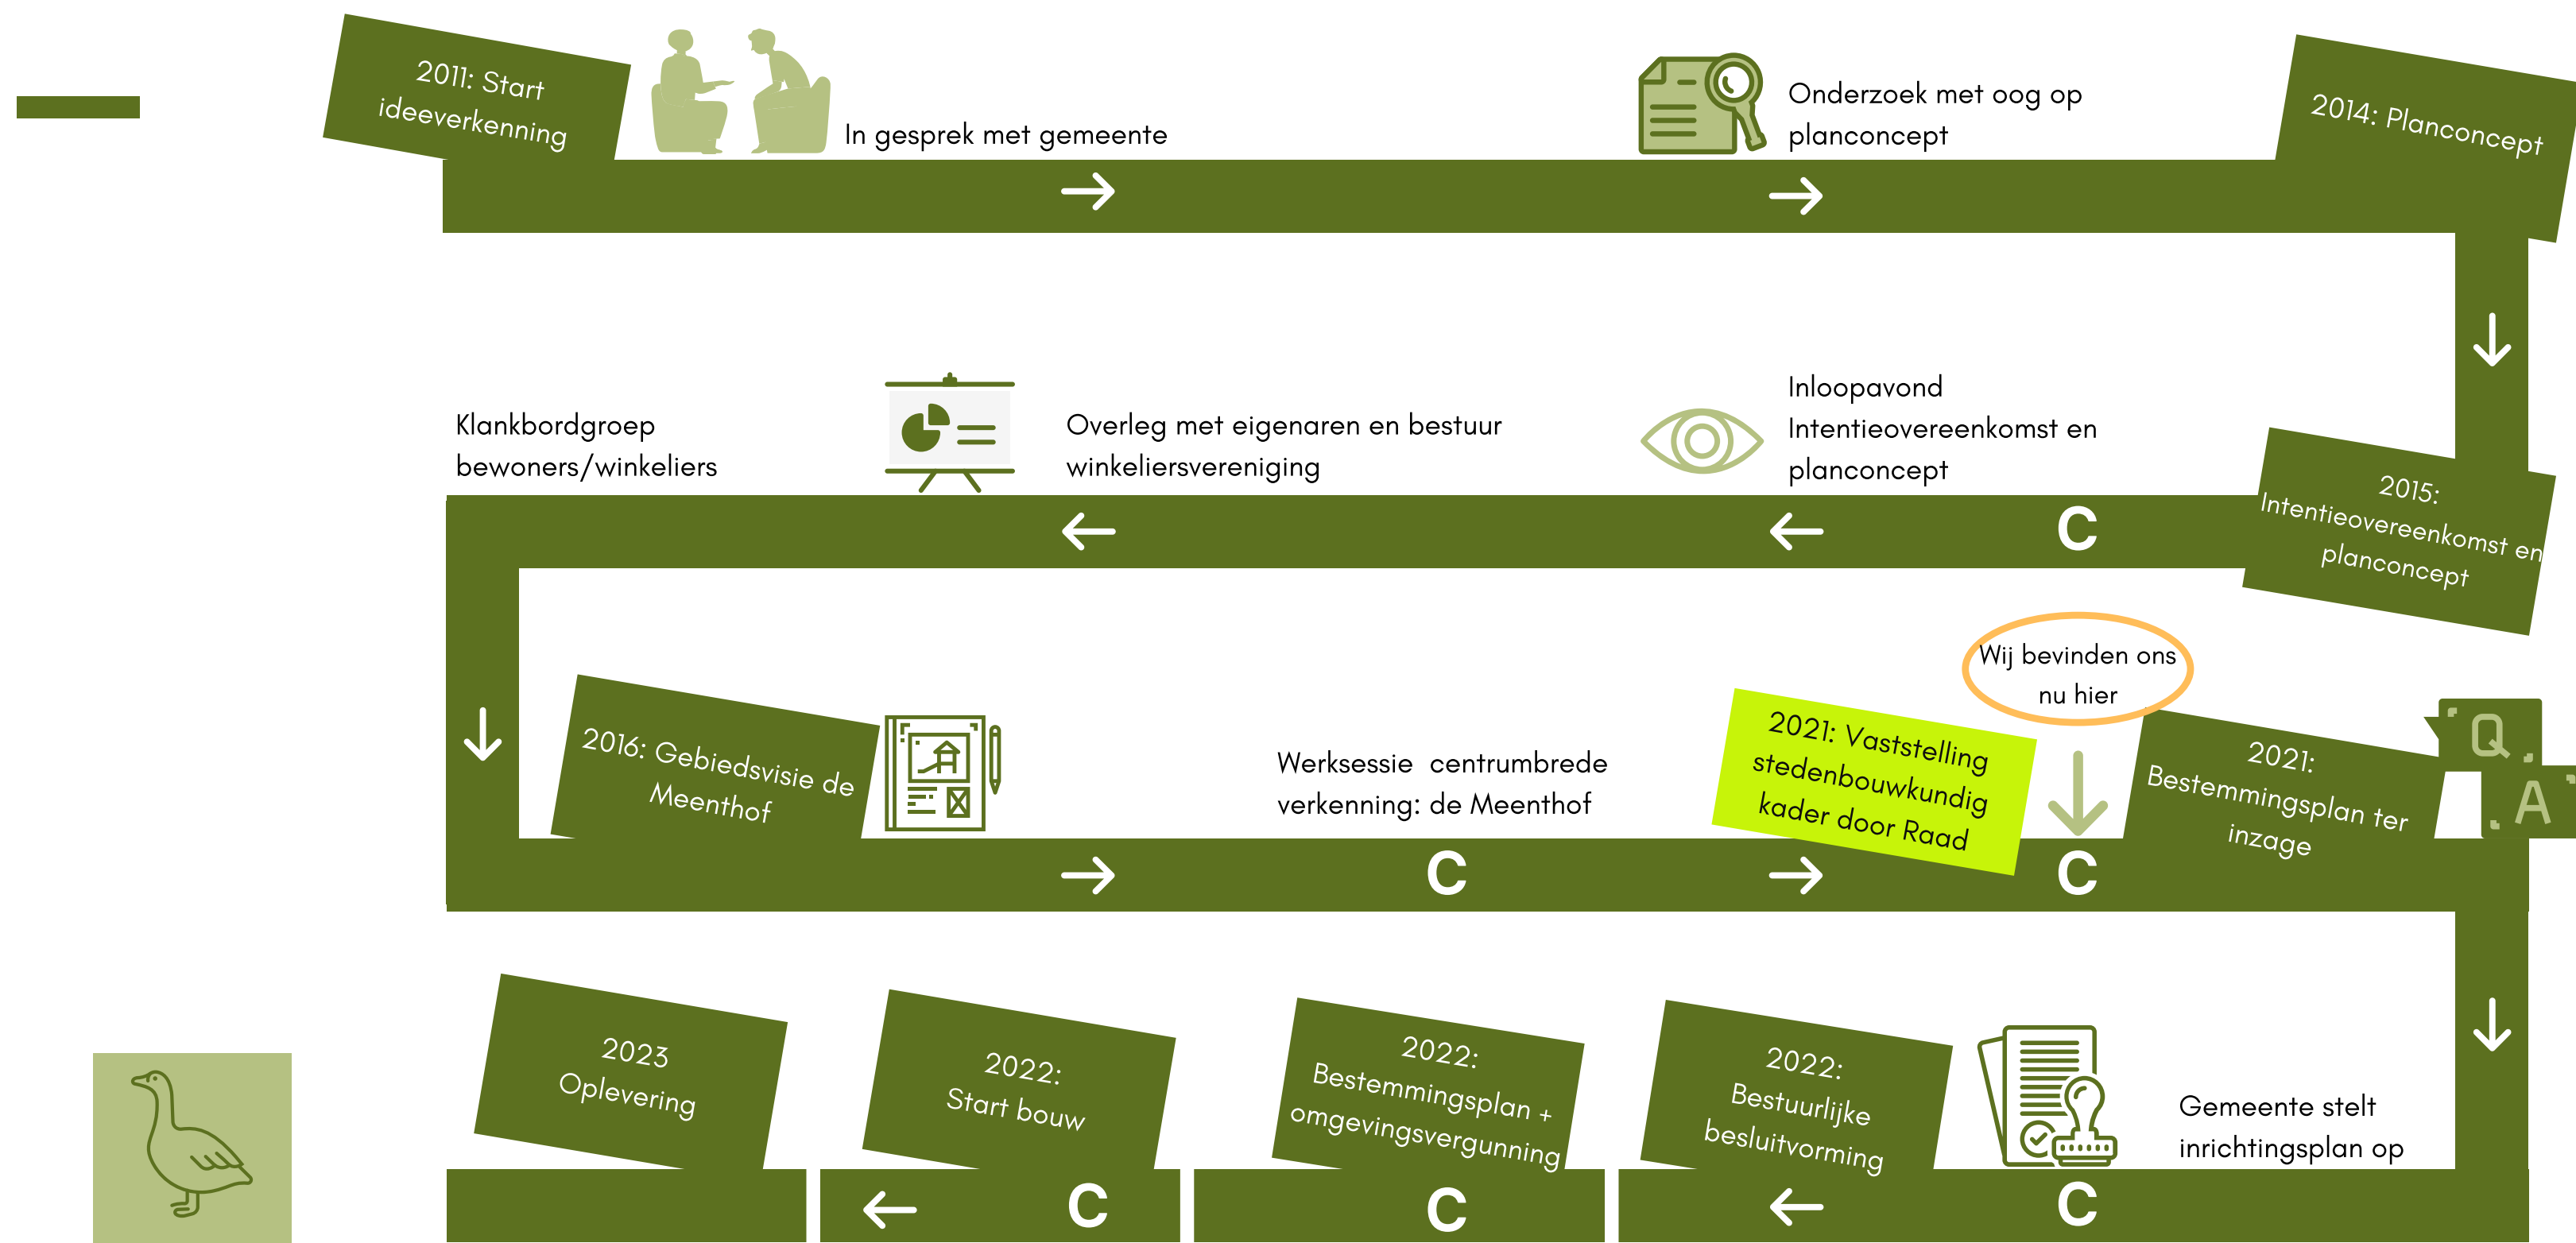 2011: Start
ideeverkenning
In gesprek met gemeente
Onderzoek met oog op
planconcept
2014: Planconcept
Inloopavond
Intentieovereenkomst en
planconcept
Overleg met eigenaren en bestuur
winkeliersvereniging
Klankbordgroep
bewoners/winkeliers
2015:
Intentieovereenkomst en
planconcept
C
Wij bevinden ons
nu hier
2016: Gebiedsvisie de
Meenthof
Werksessie centrumbrede
verkenning: de Meenthof
2021: Vaststelling
stedenbouwkundig
kader door Raad
2021:
Bestemmingsplan ter
inzage
Q
A
C
C
2023
Oplevering
2022:
Start bouw
2022:
Bestemmingsplan +
omgevingsvergunning
2022:
Bestuurlijke
besluitvorming
Gemeente stelt
inrichtingsplan op
C
C
C